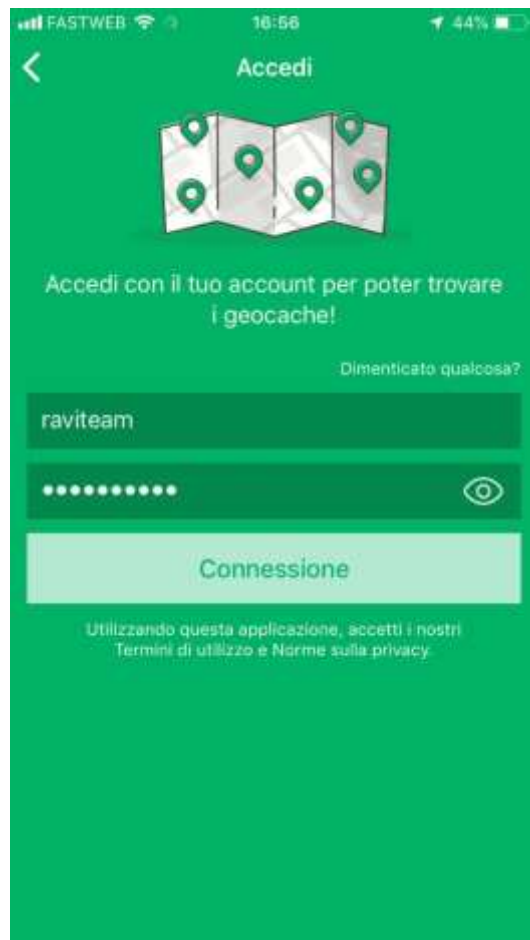 FASTWEB 16:56 44%
Accedi
Accedi con il tuo account per poter trovare
i geocache!
Dimenticato qualcosa?
raviteam
••••••••••
Connessione
Utilizzando questa applicazione, accetti i nostri
Termini di utilizzo e Norme sulla privacy.